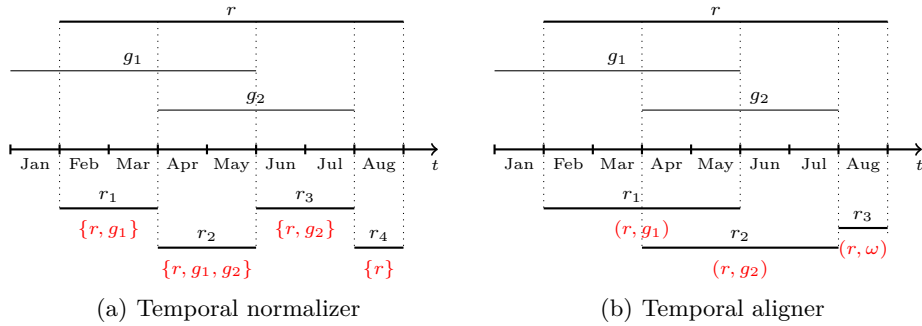 r
g₁
g₂
Jan Feb Mar Apr May Jun Jul Aug t
r₁ r₃
{r, g₁} {r, g₂}
r₂ r₄
{r, g₁, g₂} {r}
(a) Temporal normalizer
r
g₁
g₂
Jan Feb Mar Apr May Jun Jul Aug t
r₁
r₃
(r, g₁)
r₂
(r, ω)
(r, g₂)
(b) Temporal aligner